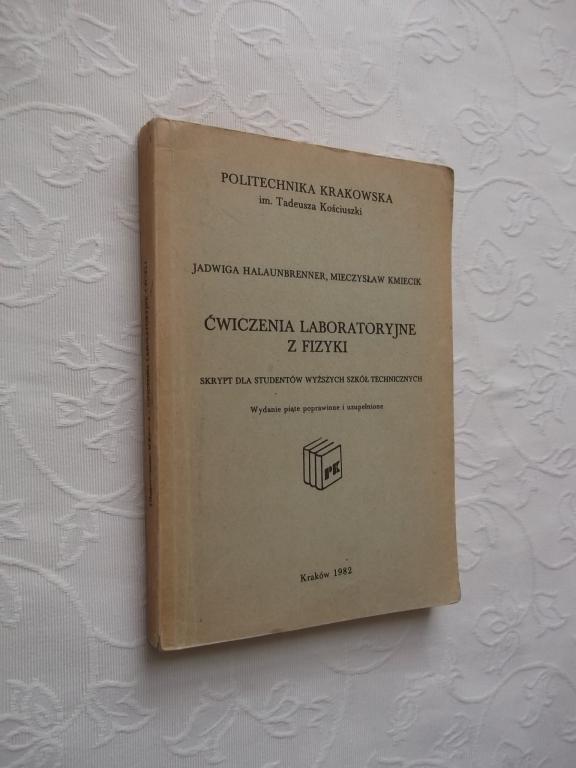 POLITECHNIKA KRAKOWSKA
im. Tadeusza Kościuszki
JADWIGA HALAUNBRENNER, MIECZYSŁAW KMIECIK
ĆWICZENIA LABORATORYJNE
Z FIZYKI
SKRYPT DLA STUDENTÓW WYŻSZYCH SZKÓŁ TECHNICZNYCH
Wydanie piąte poprawione i uzupełnione
PK
Kraków 1982